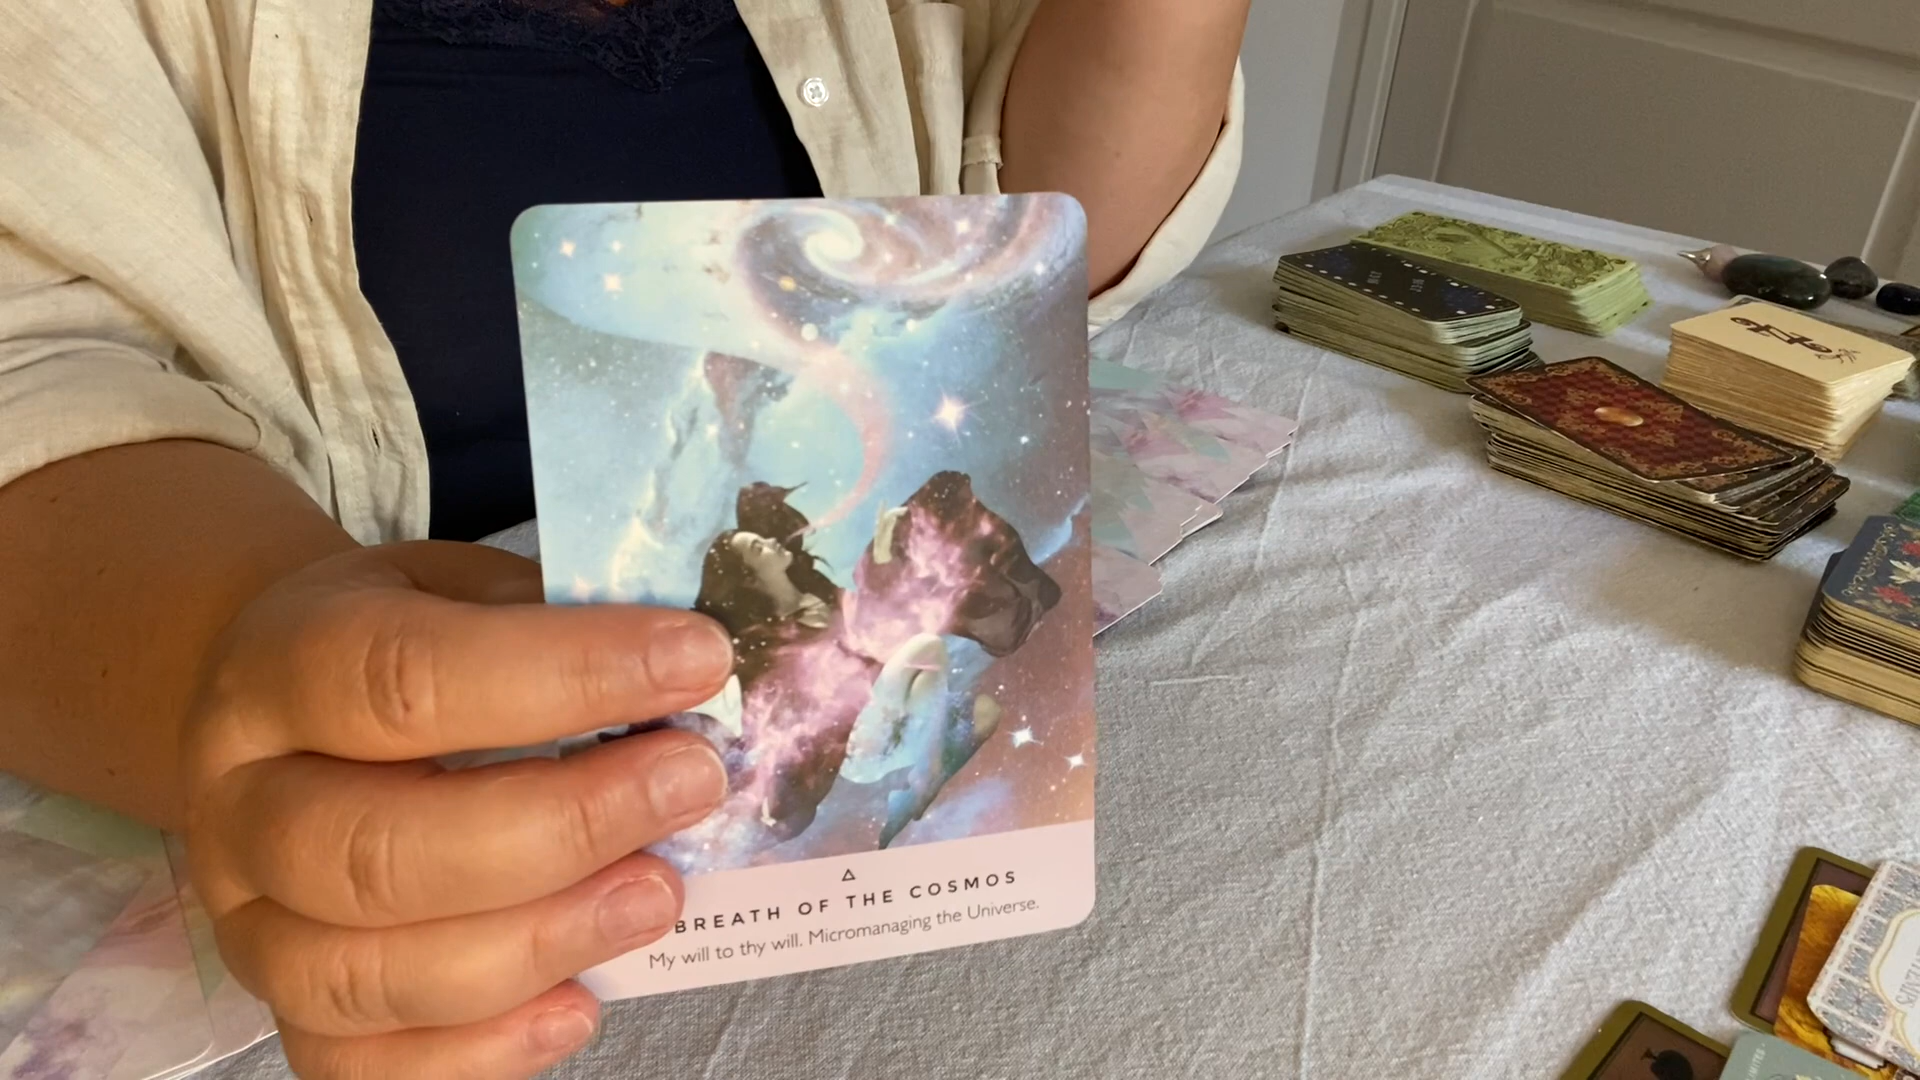 BREATH OF THE COSMOS
My will to thy will. Micromanaging the Universe.